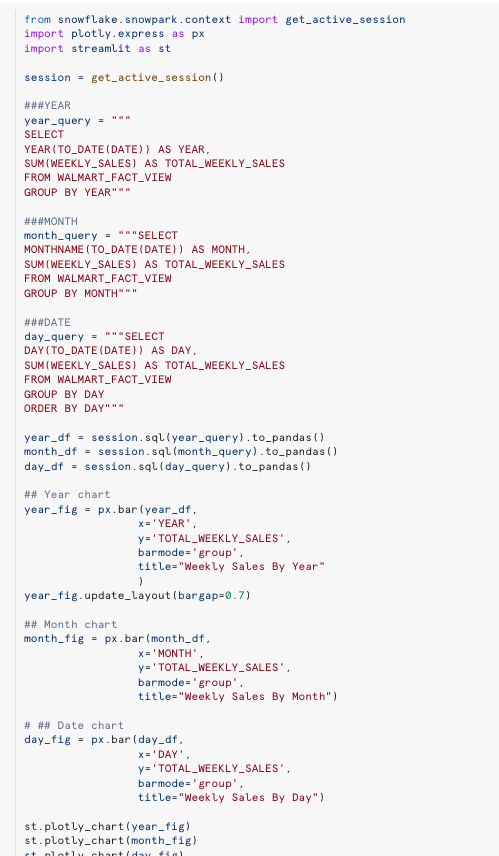 from snowflake.snowpark.context import get_active_session
import plotly.express as px
import streamlit as st

session = get_active_session()

###YEAR
year_query = """
SELECT
YEAR(TO_DATE(DATE)) AS YEAR,
SUM(WEEKLY_SALES) AS TOTAL_WEEKLY_SALES
FROM WALMART_FACT_VIEW
GROUP BY YEAR"""

###MONTH
month_query = """SELECT
MONTHNAME(TO_DATE(DATE)) AS MONTH,
SUM(WEEKLY_SALES) AS TOTAL_WEEKLY_SALES
FROM WALMART_FACT_VIEW
GROUP BY MONTH"""

###DATE
day_query = """SELECT
DAY(TO_DATE(DATE)) AS DAY,
SUM(WEEKLY_SALES) AS TOTAL_WEEKLY_SALES
FROM WALMART_FACT_VIEW
GROUP BY DAY
ORDER BY DAY"""

year_df = session.sql(year_query).to_pandas()
month_df = session.sql(month_query).to_pandas()
day_df = session.sql(day_query).to_pandas()

## Year chart
year_fig = px.bar(year_df,
                 x='YEAR',
                 y='TOTAL_WEEKLY_SALES',
                 barmode='group',
                 title="Weekly Sales By Year"
                 )
year_fig.update_layout(bargap=0.7)

## Month chart
month_fig = px.bar(month_df,
                 x='MONTH',
                 y='TOTAL_WEEKLY_SALES',
                 barmode='group',
                 title="Weekly Sales By Month")

# ## Date chart
day_fig = px.bar(day_df,
                 x='DAY',
                 y='TOTAL_WEEKLY_SALES',
                 barmode='group',
                 title="Weekly Sales By Day")

st.plotly_chart(year_fig)
st.plotly_chart(month_fig)
st.plotly_chart(day_fig)